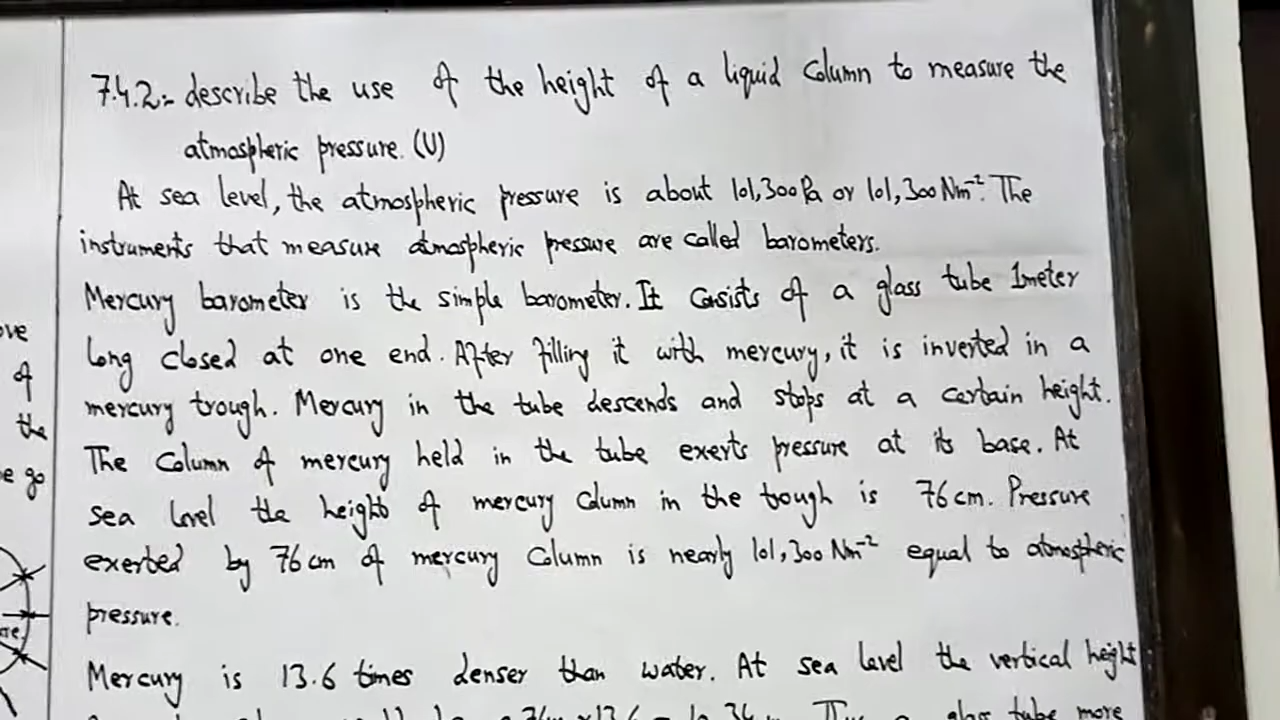 7.4.2:- describe the use of the height of a liquid column to measure the
atmospheric pressure. (U)
At sea level, the atmospheric pressure is about 101,300 Pa or 101,300 Nm⁻². The
instruments that measure atmospheric pressure are called barometers.
Mercury barometer is the simple barometer. It consists of a glass tube 1meter
long closed at one end. After filling it with mercury, it is inverted in a
mercury trough. Mercury in the tube descends and stops at a certain height.
The column of mercury held in the tube exerts pressure at its base. At
sea level the height of mercury column in the trough is 76 cm. Pressure
exerted by 76 cm of mercury column is nearly 101,300 Nm⁻² equal to atmospheric
pressure.
Mercury is 13.6 times denser than water. At sea level the vertical height
glass tube more
of
the
go